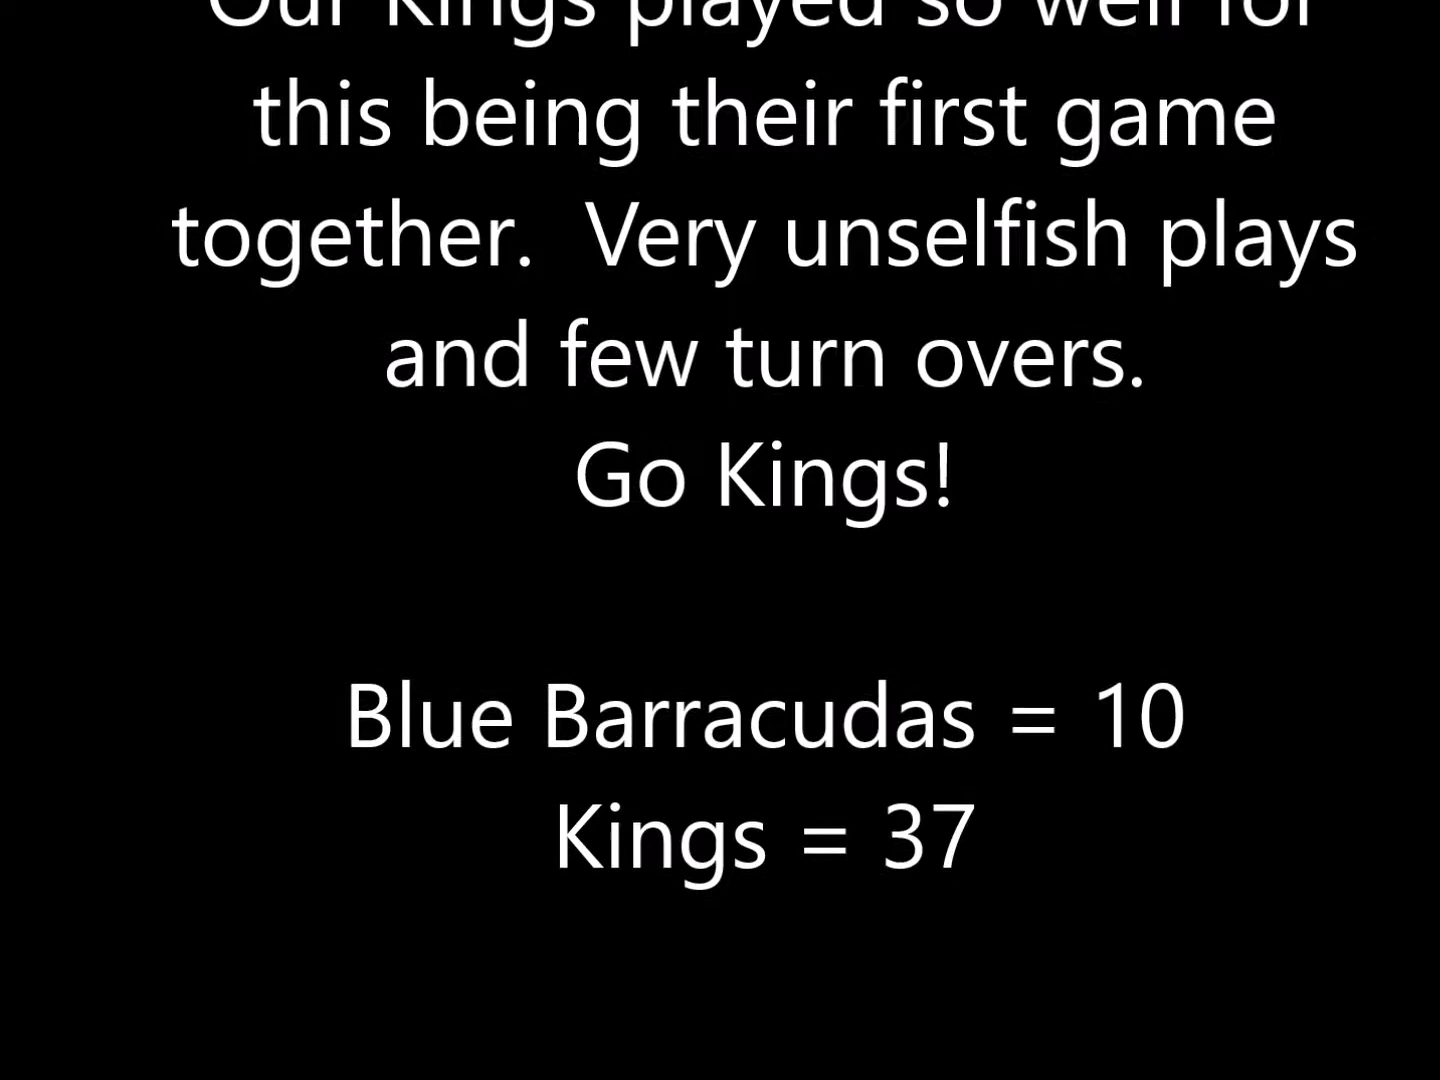 Our Kings played so well for
this being their first game
together.  Very unselfish plays
and few turn overs.
Go Kings!
Blue Barracudas = 10
Kings = 37